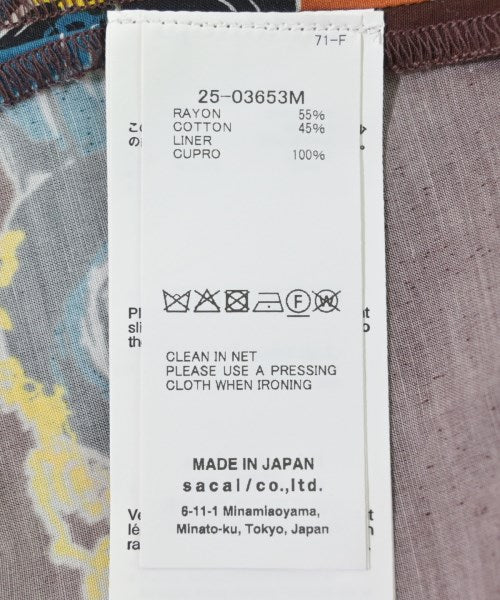 71-F
25-03653M
RAYON 55%
COTTON 45%
LINER
CUPRO 100%
CLEAN IN NET
PLEASE USE A PRESSING
CLOTH WHEN IRONING
MADE IN JAPAN
sacai/co.,ltd.
6-11-1 Minamiaoyama,
Minato-ku, Tokyo, Japan